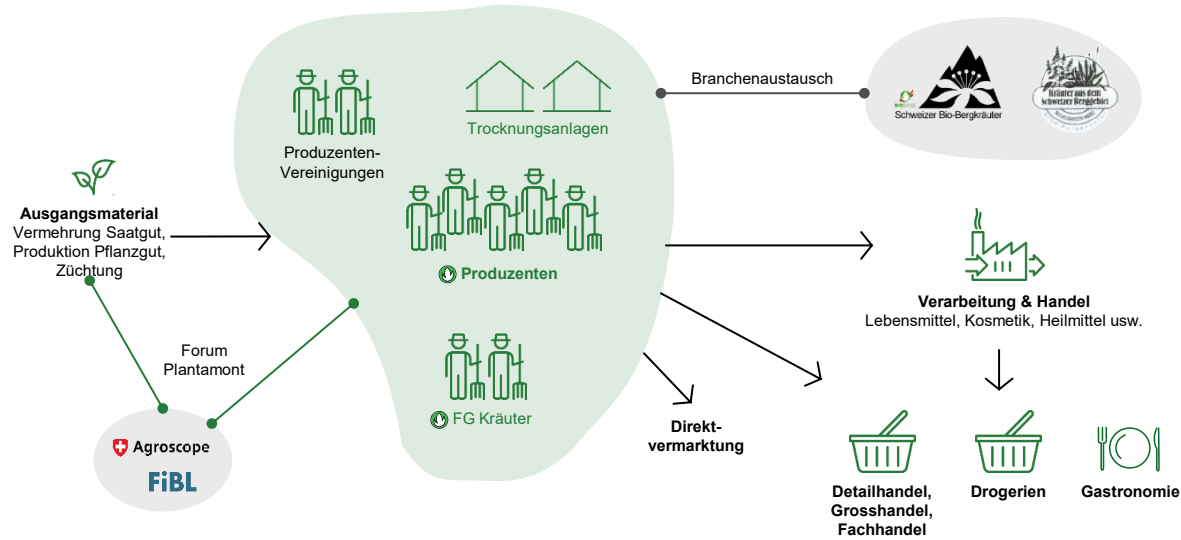 Branchenaustausch
Schweizer Bio-Bergkräuter
Kräuter aus dem
Schweizer Berggebiet
Trocknungsanlagen
Produzenten-
Vereinigungen
Ausgangsmaterial
Vermehrung Saatgut,
Produktion Pflanzgut,
Züchtung
Produzenten
Verarbeitung & Handel
Lebensmittel, Kosmetik, Heilmittel usw.
Forum
Plantamont
FG Kräuter
Direkt-
vermarktung
Agroscope
FiBL
Detailhandel,
Grosshandel,
Fachhandel
Drogerien
Gastronomie